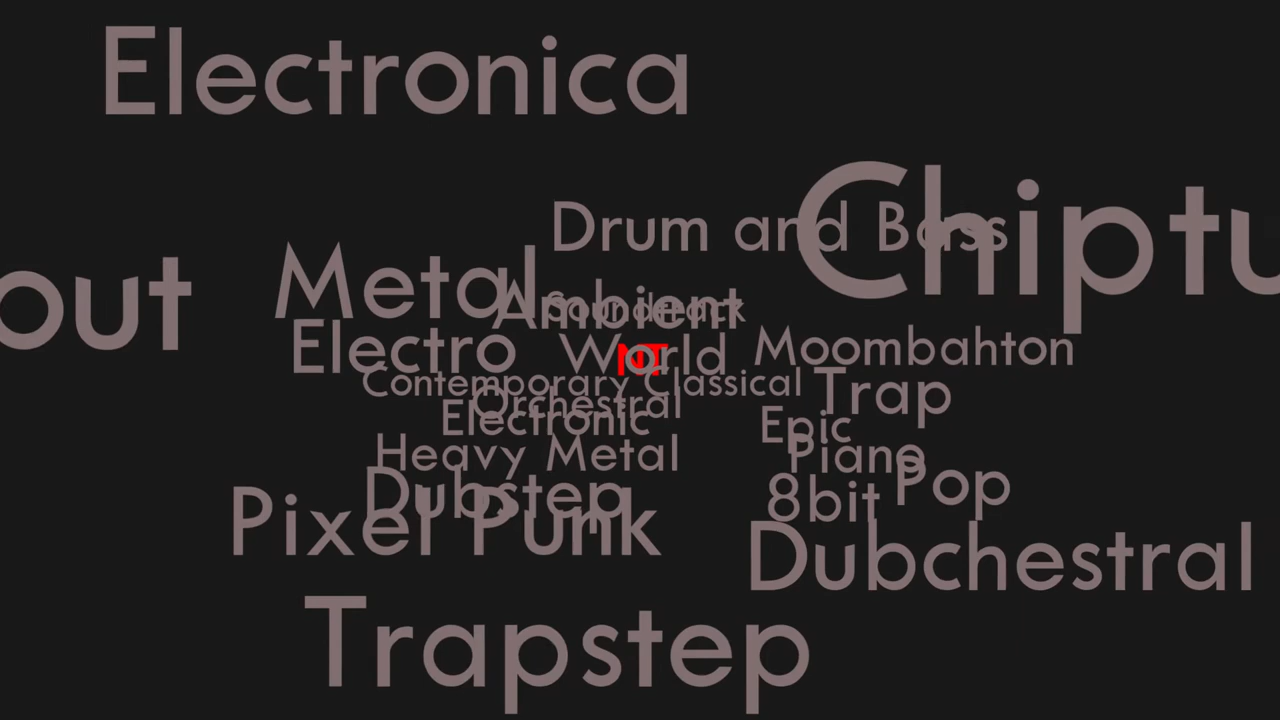 Electronica
Chiptu
Drum and Bass
Metal
out
Ambient
Soundtrack
Electro
World
Moombahton
NT
Contemporary Classical
Trap
Orchestral
Electronic
Epic
Heavy Metal
Piano
Dubstep
8bit
Pop
Pixel Punk
Dubchestral
Trapstep